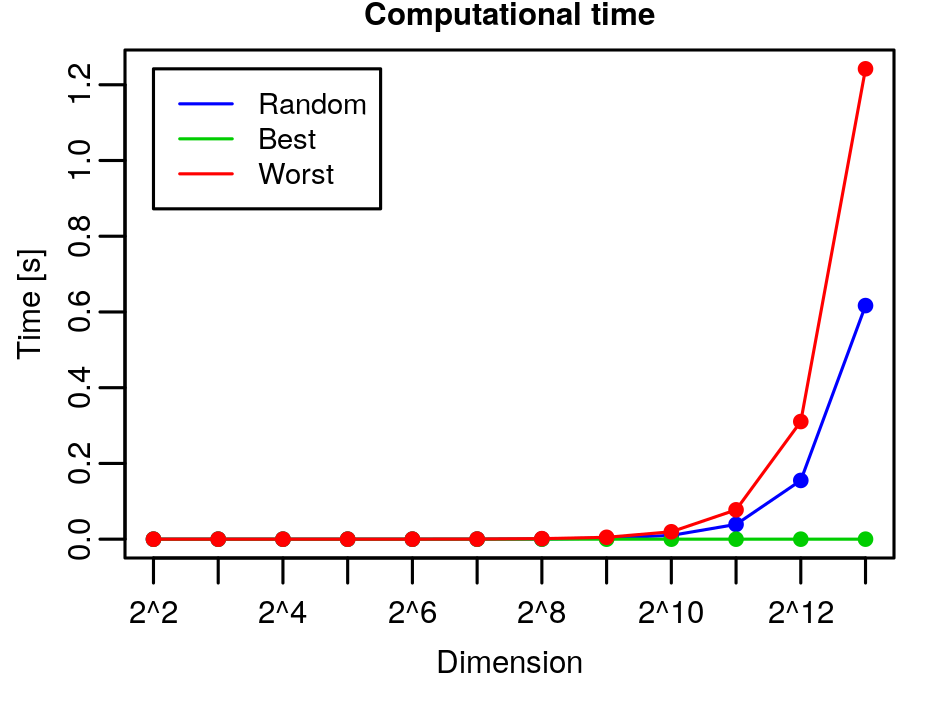 Computational time
Random
Best
Worst
Time [s]
1.2
1.0
0.8
0.6
0.4
0.2
0.0
2^2 2^4 2^6 2^8 2^10 2^12
Dimension